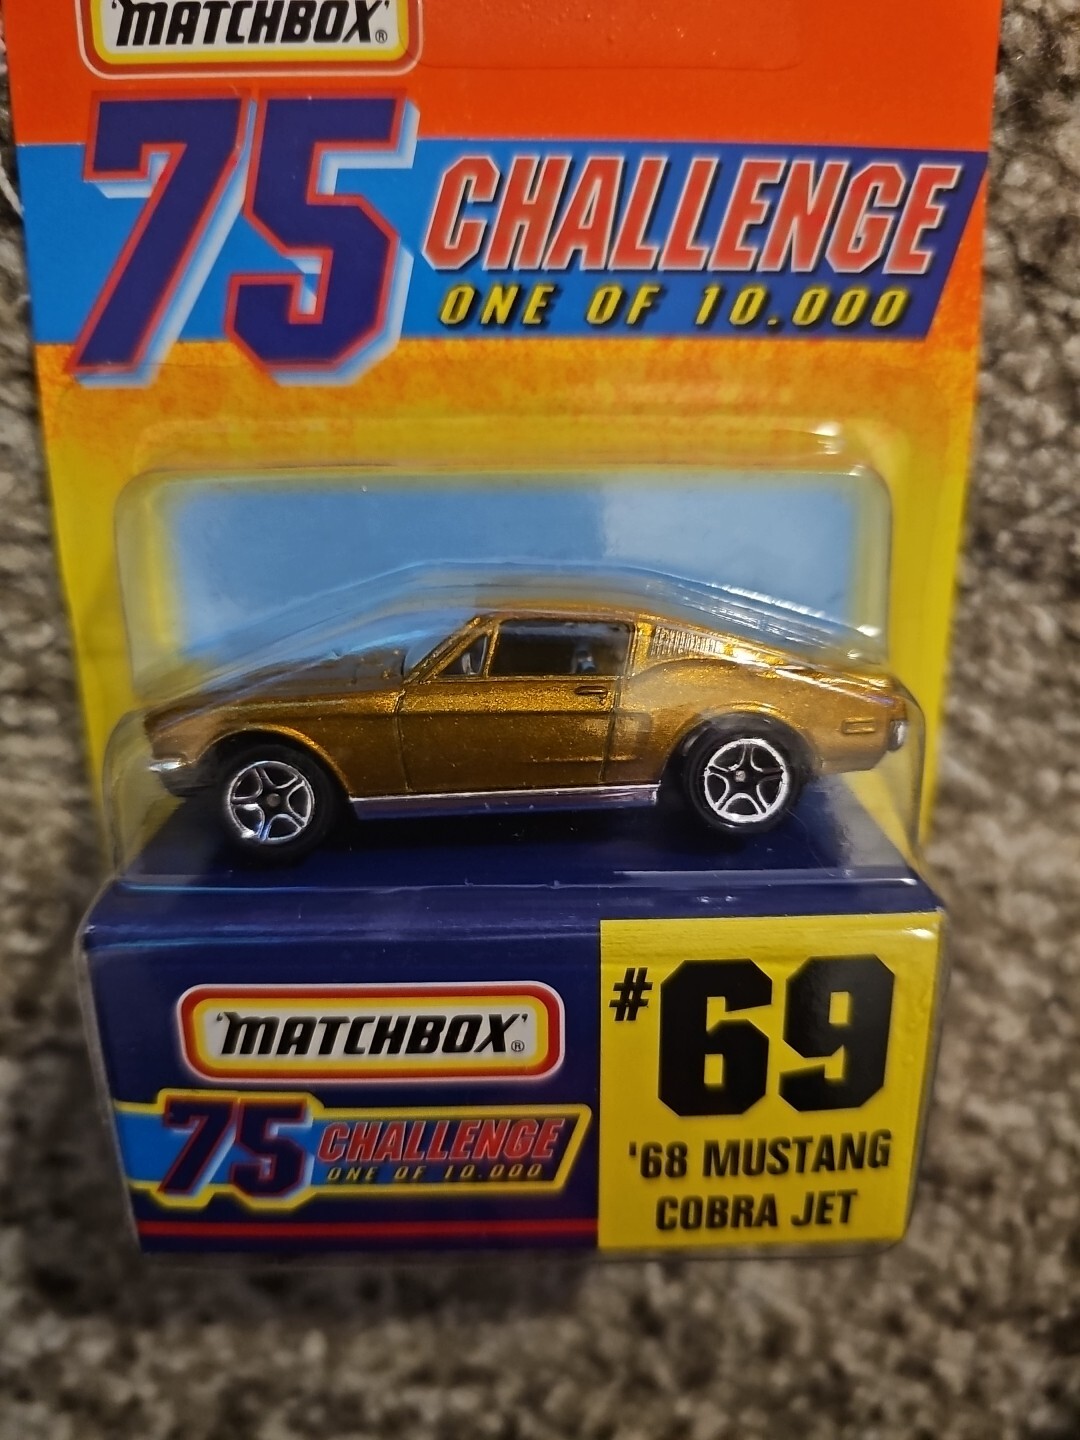 'MATCHBOX'®
75 CHALLENGE
ONE OF 10.000
'MATCHBOX'®
75 CHALLENGE
ONE OF 10.000
#69
'68 MUSTANG
COBRA JET